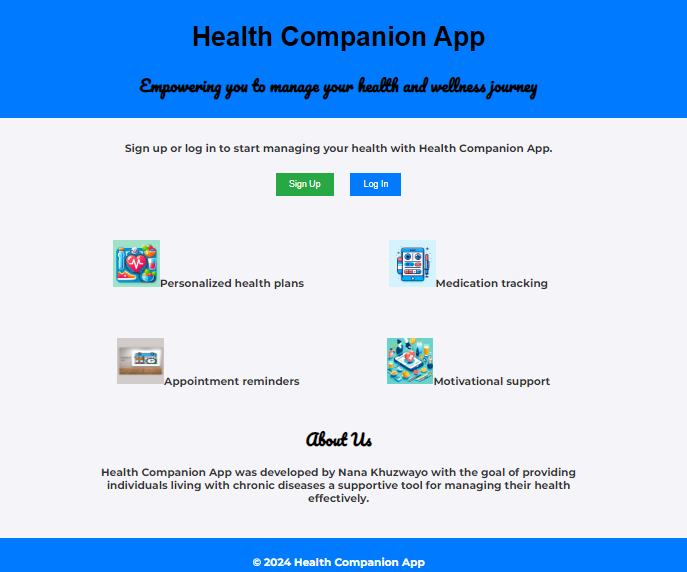 Health Companion App
Empowering you to manage your health and wellness journey
Sign up or log in to start managing your health with Health Companion App.
Sign Up
Log In
Personalized health plans
Medication tracking
Appointment reminders
Motivational support
About Us
Health Companion App was developed by Nana Khuzwayo with the goal of providing
individuals living with chronic diseases a supportive tool for managing their health
effectively.
© 2024 Health Companion App